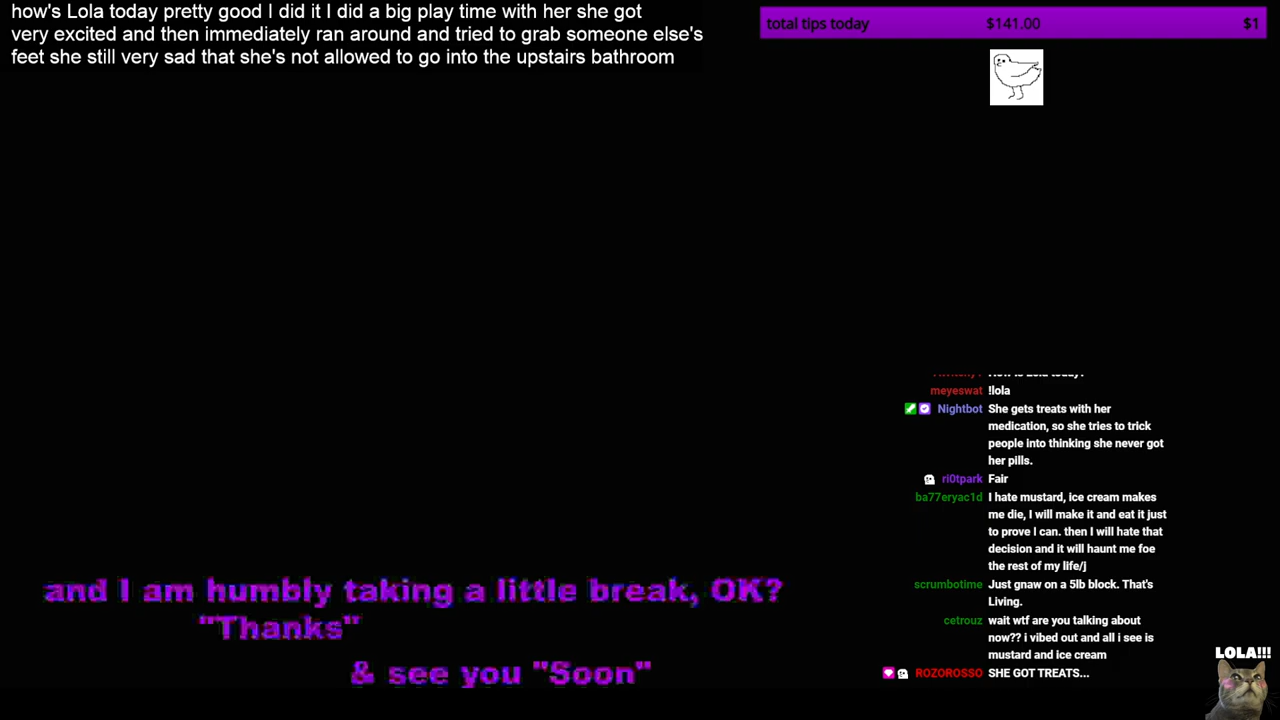 how's Lola today pretty good I did it I did a big play time with her she got
very excited and then immediately ran around and tried to grab someone else's
feet she still very sad that she's not allowed to go into the upstairs bathroom
total tips today $141.00 $1
meyeswat !lola
Nightbot She gets treats with her
medication, so she tries to trick
people into thinking she never got
her pills.
ri0tpark Fair
ba77eryac1d I hate mustard, ice cream makes
me die, I will make it and eat it just
to prove I can. then I will hate that
decision and it will haunt me foe
the rest of my life/j
scrumbotime Just gnaw on a 5lb block. That's
Living.
cetrouz wait wtf are you talking about
now?? i vibed out and all i see is
mustard and ice cream
ROZOROSSO SHE GOT TREATS...
and I am humbly taking a little break, OK?
"Thanks"
& see you "Soon"
LOLA!!!